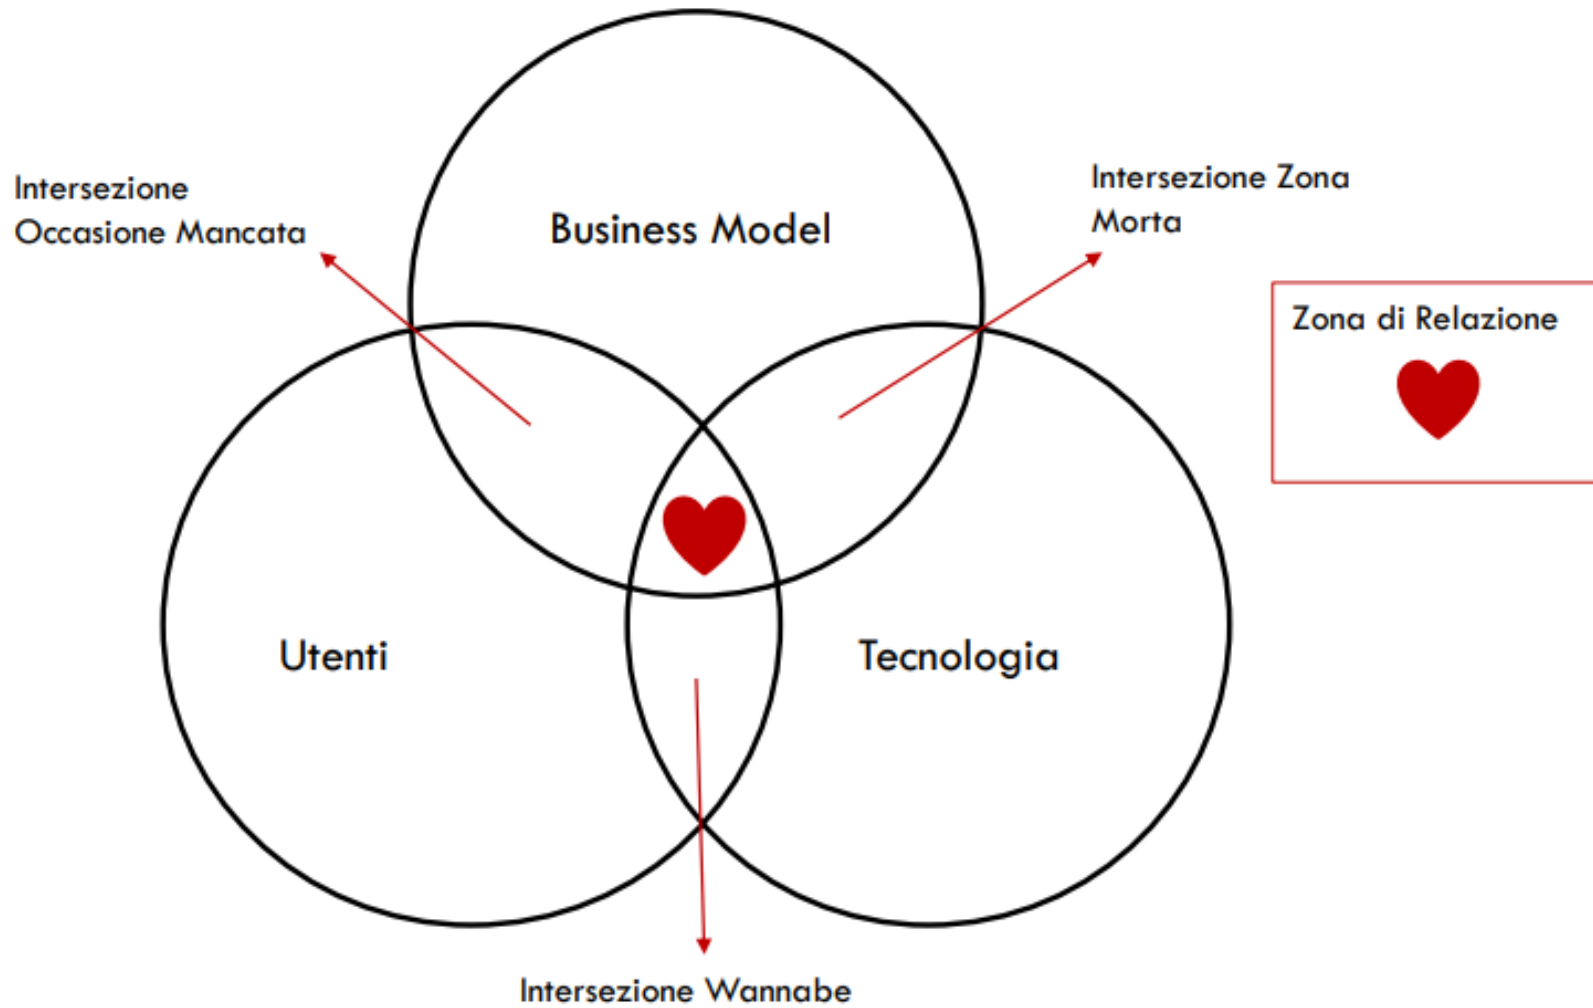 Intersezione
Occasione Mancata
Business Model
Intersezione Zona
Morta
Zona di Relazione
Utenti
Tecnologia
Intersezione Wannabe